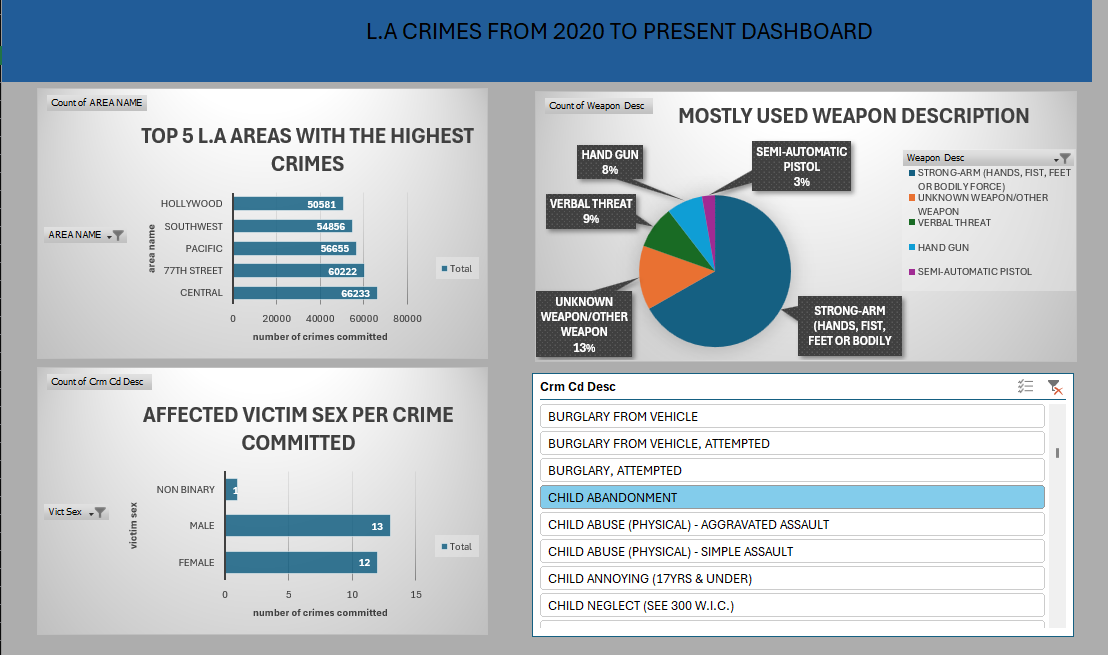 L.A CRIMES FROM 2020 TO PRESENT DASHBOARD
Count of AREA NAME
TOP 5 L.A AREAS WITH THE HIGHEST
CRIMES
AREA NAME
area name
HOLLYWOOD
50581
SOUTHWEST
54856
PACIFIC
56655
77TH STREET
60222
CENTRAL
66233
Total
0 20000 40000 60000 80000
number of crimes committed
Count of Weapon Desc
MOSTLY USED WEAPON DESCRIPTION
HAND GUN
8%
SEMI-AUTOMATIC
PISTOL
3%
VERBAL THREAT
9%
UNKNOWN
WEAPON/OTHER
WEAPON
13%
STRONG-ARM
(HANDS, FIST,
FEET OR BODILY
Weapon Desc
STRONG-ARM (HANDS, FIST, FEET
OR BODILY FORCE)
UNKNOWN WEAPON/OTHER
WEAPON
VERBAL THREAT
HAND GUN
SEMI-AUTOMATIC PISTOL
Count of Crm Cd Desc
AFFECTED VICTIM SEX PER CRIME
COMMITTED
Vict Sex
victim sex
NON BINARY
1
MALE
13
FEMALE
12
Total
0 5 10 15
number of crimes committed
Crm Cd Desc
BURGLARY FROM VEHICLE
BURGLARY FROM VEHICLE, ATTEMPTED
BURGLARY, ATTEMPTED
CHILD ABANDONMENT
CHILD ABUSE (PHYSICAL) - AGGRAVATED ASSAULT
CHILD ABUSE (PHYSICAL) - SIMPLE ASSAULT
CHILD ANNOYING (17YRS & UNDER)
CHILD NEGLECT (SEE 300 W.I.C.)